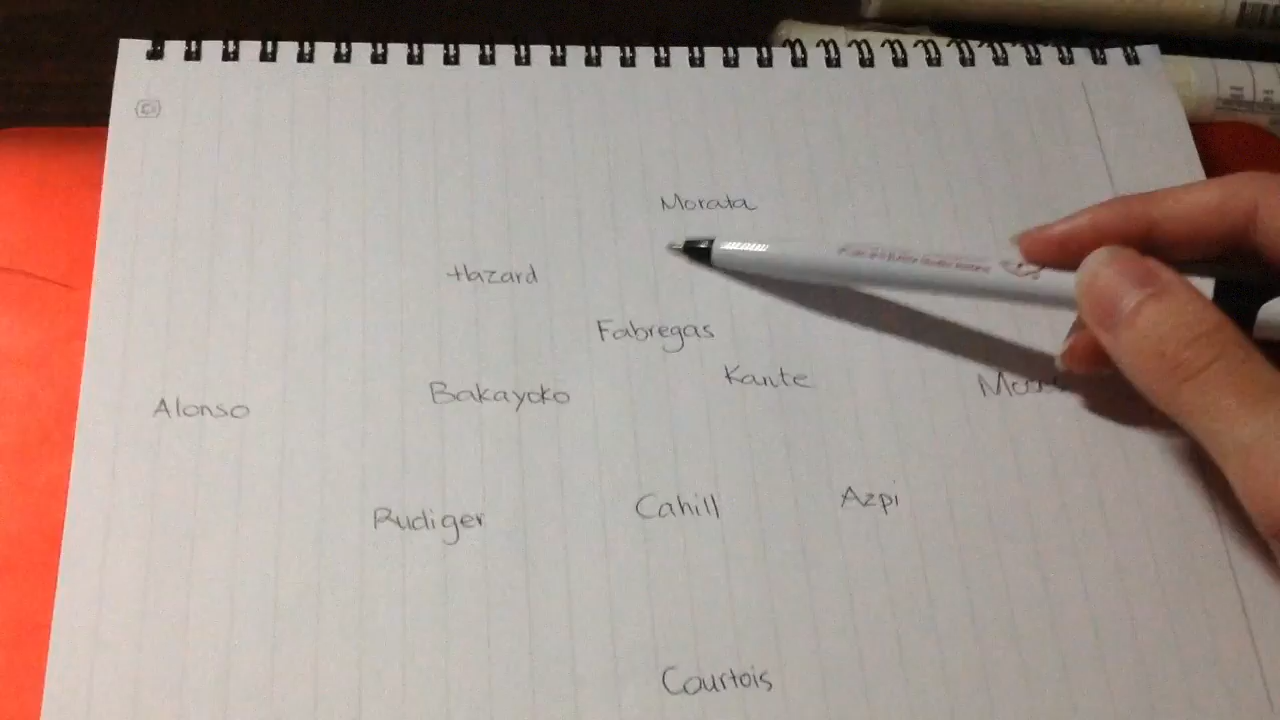 Morata
Hazard
Fabregas
Kante
Bakayoko
Alonso
Azpi
Cahill
Rudiger
Courtois